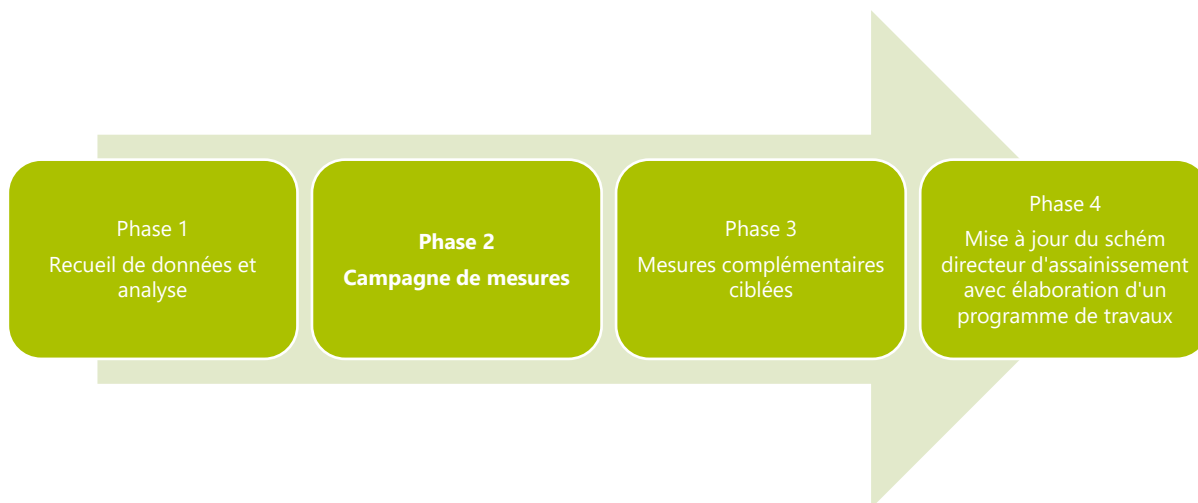 Phase 1
Recueil de données et
analyse
Phase 2
Campagne de mesures
Phase 3
Mesures complémentaires
ciblées
Phase 4
Mise à jour du schém
directeur d'assainissement
avec élaboration d'un
programme de travaux